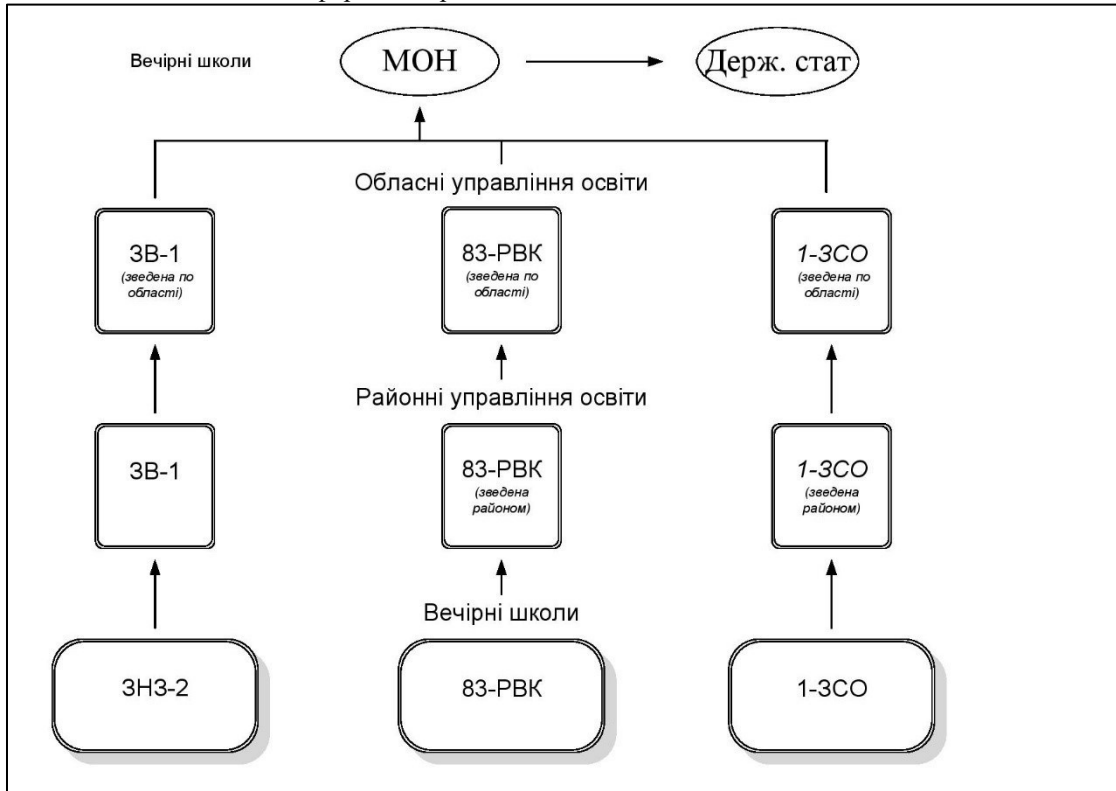 Вечірні школи
МОН
Держ. стат
Обласні управління освіти
ЗВ-1
(зведена по
області)
83-РВК
(зведена по
області)
1-ЗСО
(зведена по
області)
Районні управління освіти
ЗВ-1
83-РВК
(зведена
районом)
1-ЗСО
(зведена
районом)
Вечірні школи
ЗНЗ-2
83-РВК
1-ЗСО